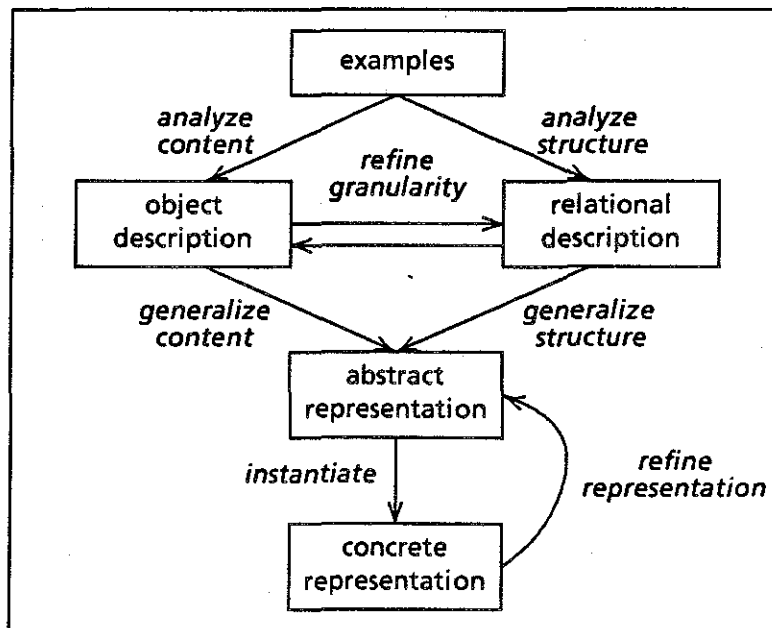 examples
analyze
content
analyze
structure
refine
granularity
object
description
relational
description
generalize
content
generalize
structure
abstract
representation
instantiate
refine
representation
concrete
representation